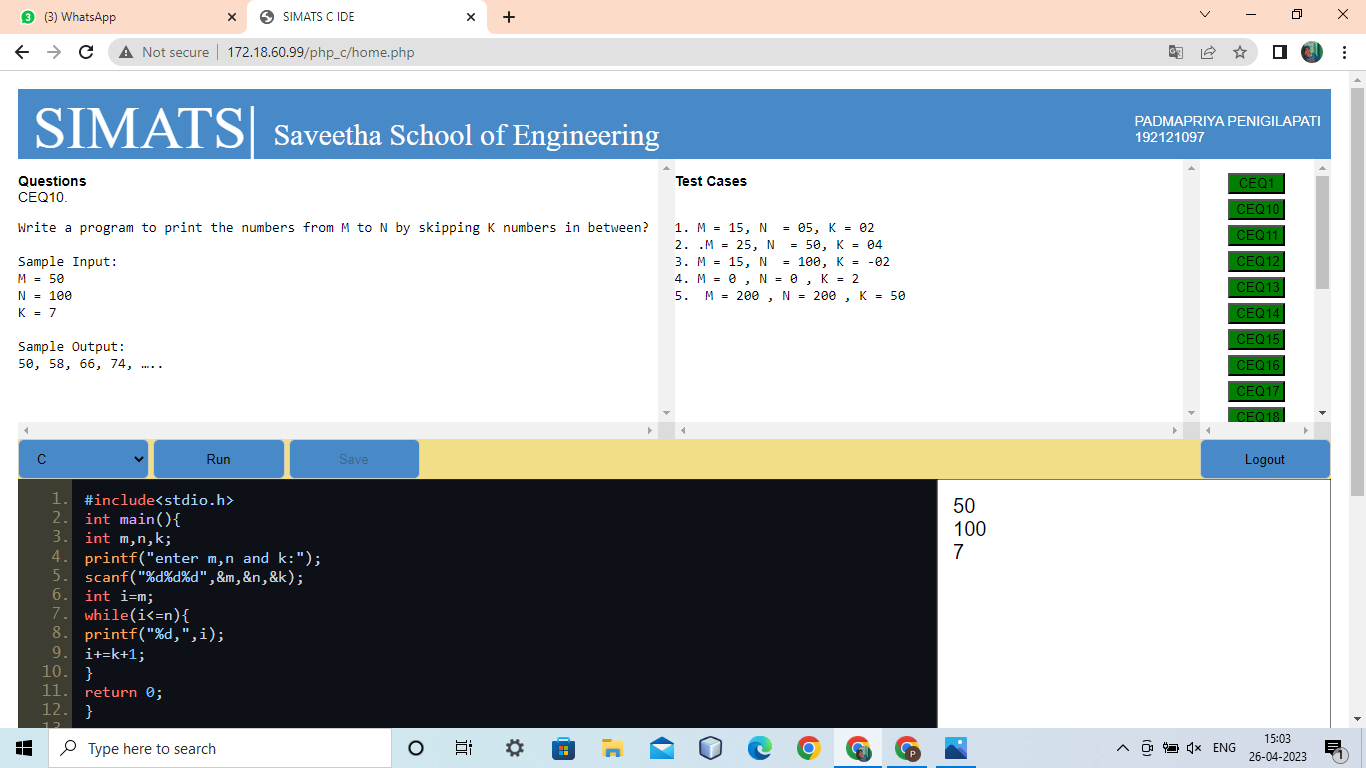 (3) WhatsApp
SIMATS C IDE
Not secure | 172.18.60.99/php_c/home.php
SIMATS| Saveetha School of Engineering
PADMAPRIYA PENIGILAPATI
192121097
Questions
CEQ10.
Write a program to print the numbers from M to N by skipping K numbers in between?
Sample Input:
M = 50
N = 100
K = 7
Sample Output:
50, 58, 66, 74, …..
Test Cases
1. M = 15, N  = 05, K = 02
2. .M = 25, N  = 50, K = 04
3. M = 15, N  = 100, K = -02
4. M = 0 , N = 0 , K = 2
5.  M = 200 , N = 200 , K = 50
CEQ1
CEQ10
CEQ11
CEQ12
CEQ13
CEQ14
CEQ15
CEQ16
CEQ17
CEQ18
C
Run
Save
Logout
1. #include<stdio.h>
2. int main(){
3. int m,n,k;
4. printf("enter m,n and k:");
5. scanf("%d%d%d",&m,&n,&k);
6. int i=m;
7. while(i<=n){
8. printf("%d,",i);
9. i+=k+1;
10. }
11. return 0;
12. }
13.
50
100
7
Type here to search
P
ENG
15:03
26-04-2023
1